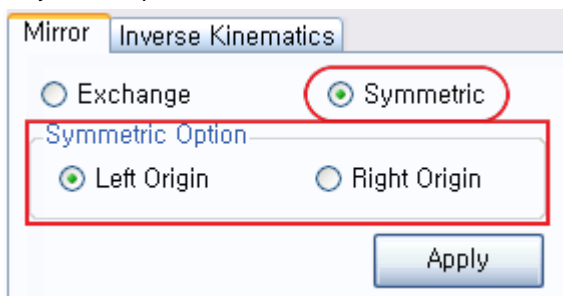 Mirror Inverse Kinematics
Exchange Symmetric
Symmetric Option
Left Origin Right Origin
Apply